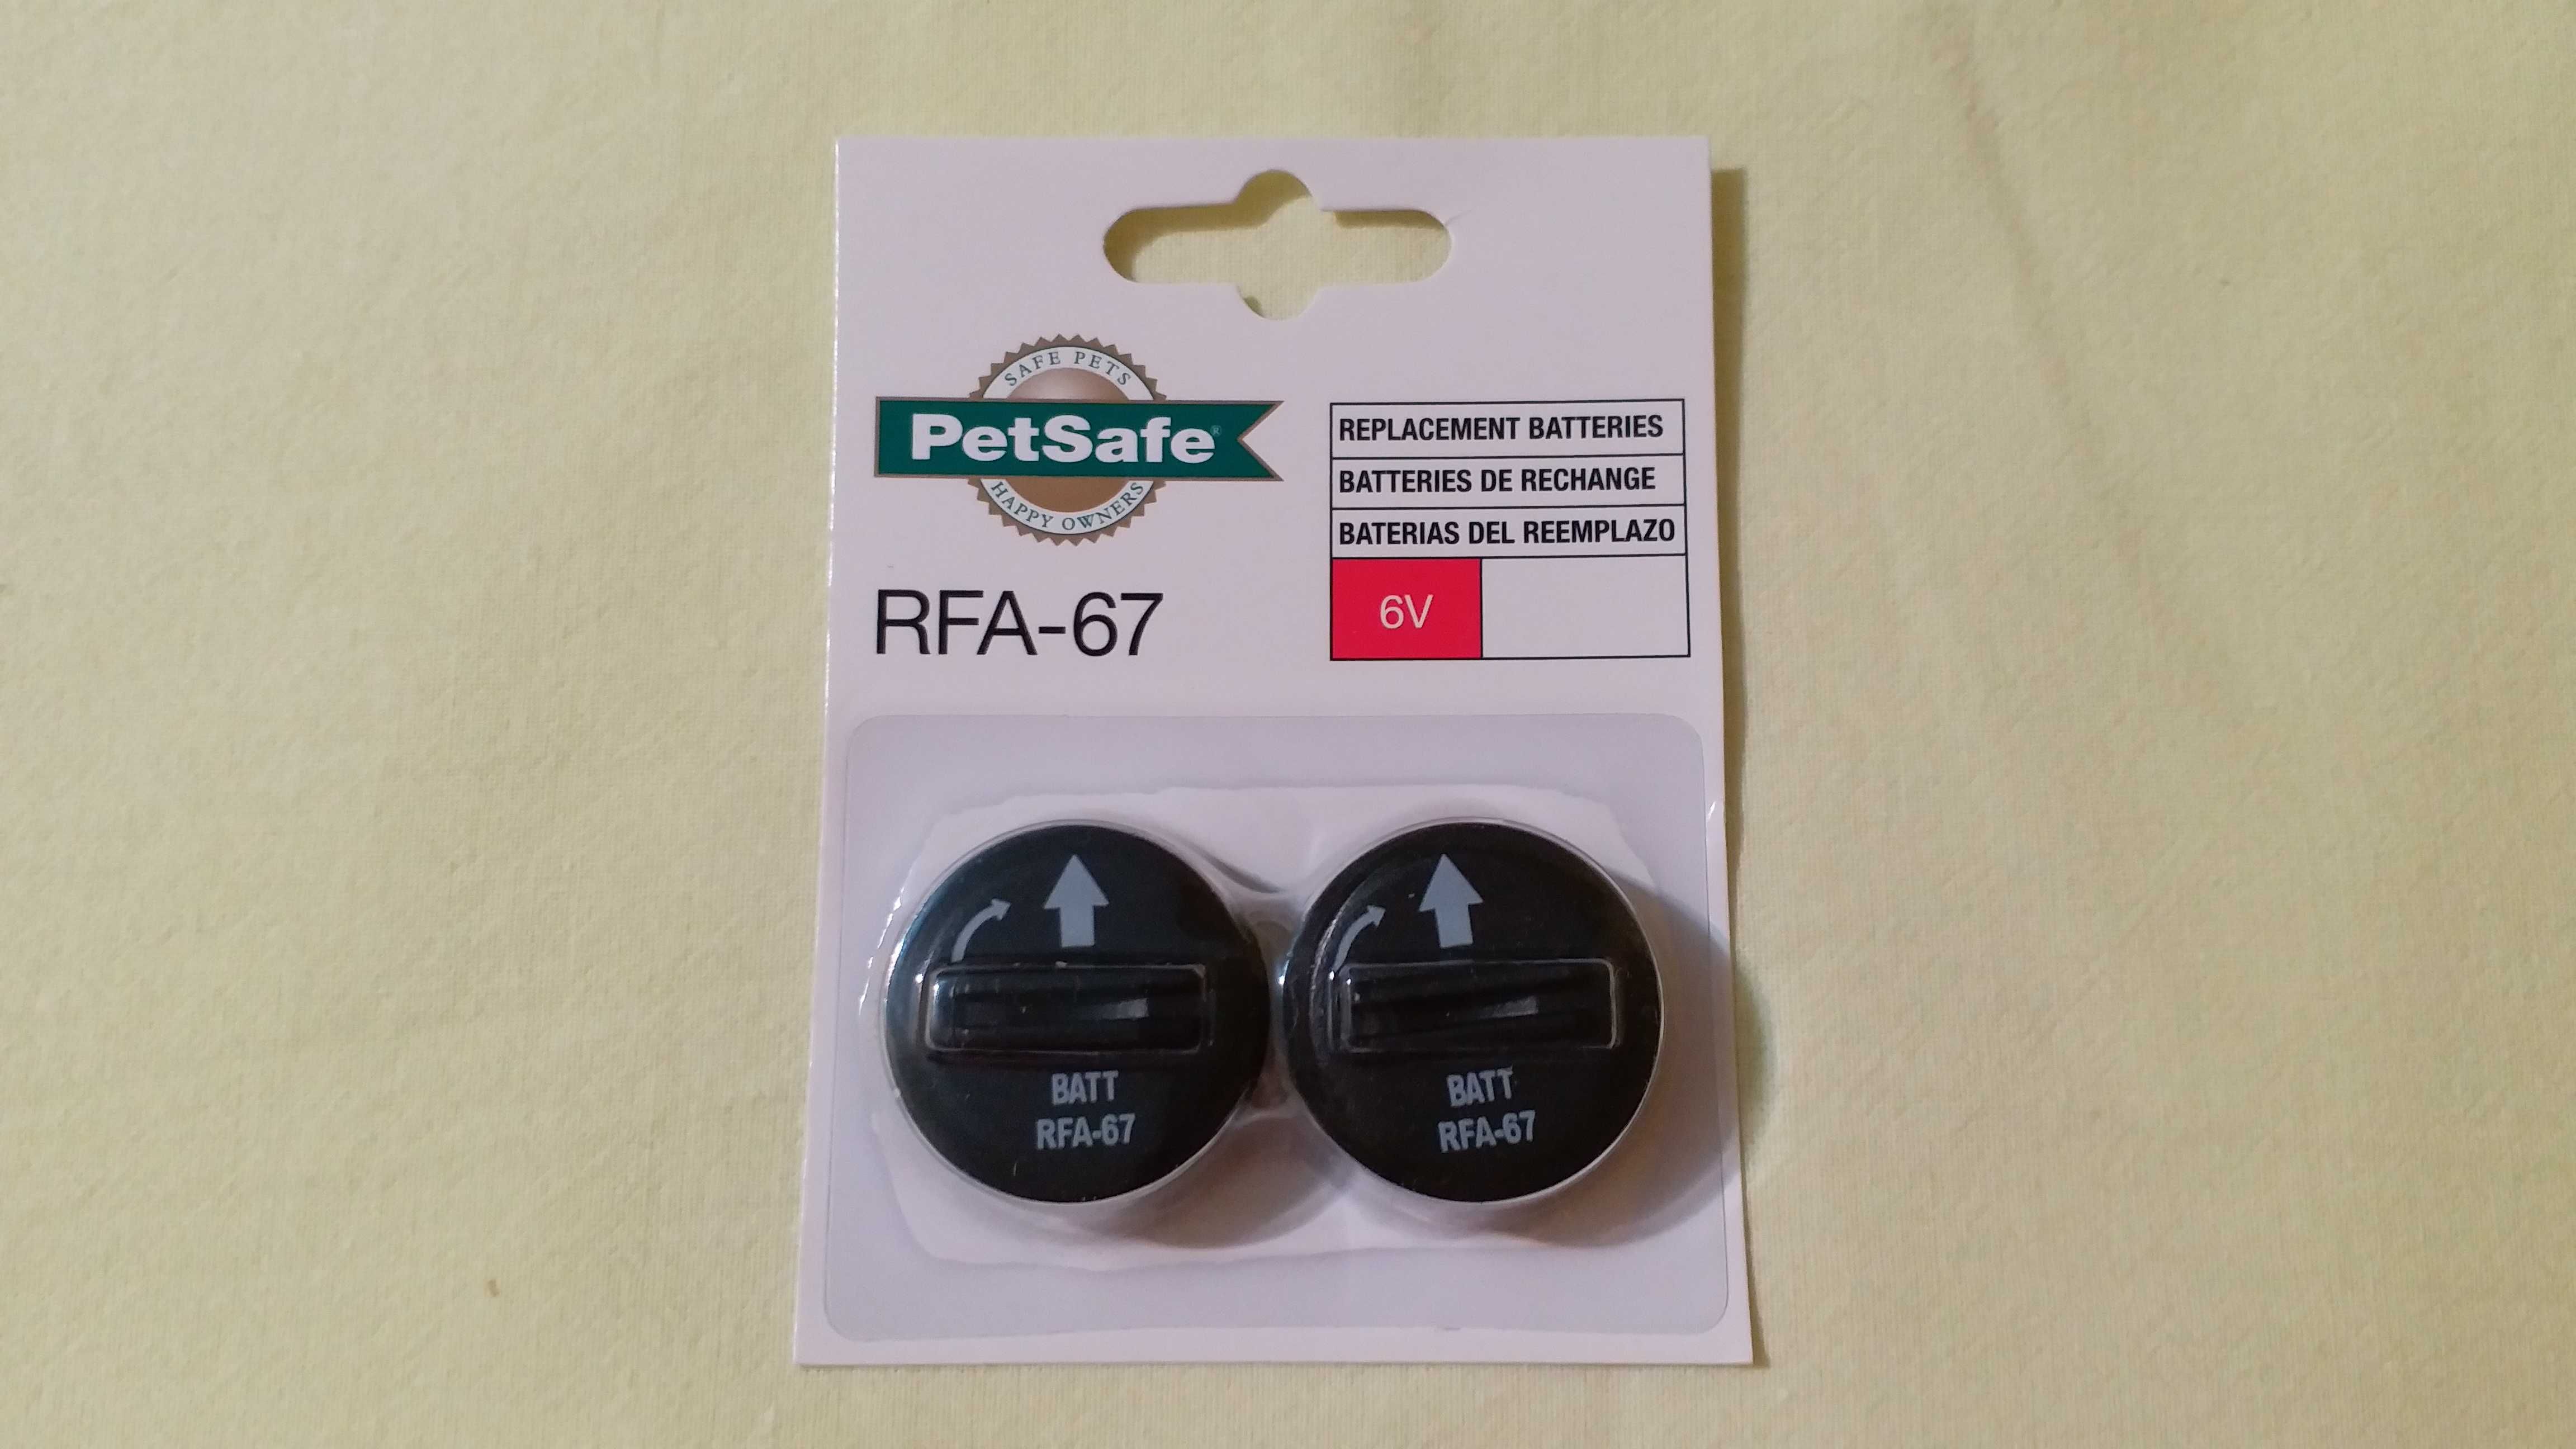 SAFE PETS
PetSafe®
HAPPY OWNERS
RFA-67
REPLACEMENT BATTERIES
BATTERIES DE RECHANGE
BATERIAS DEL REEMPLAZO
6V
BATT
RFA-67
BATT
RFA-67